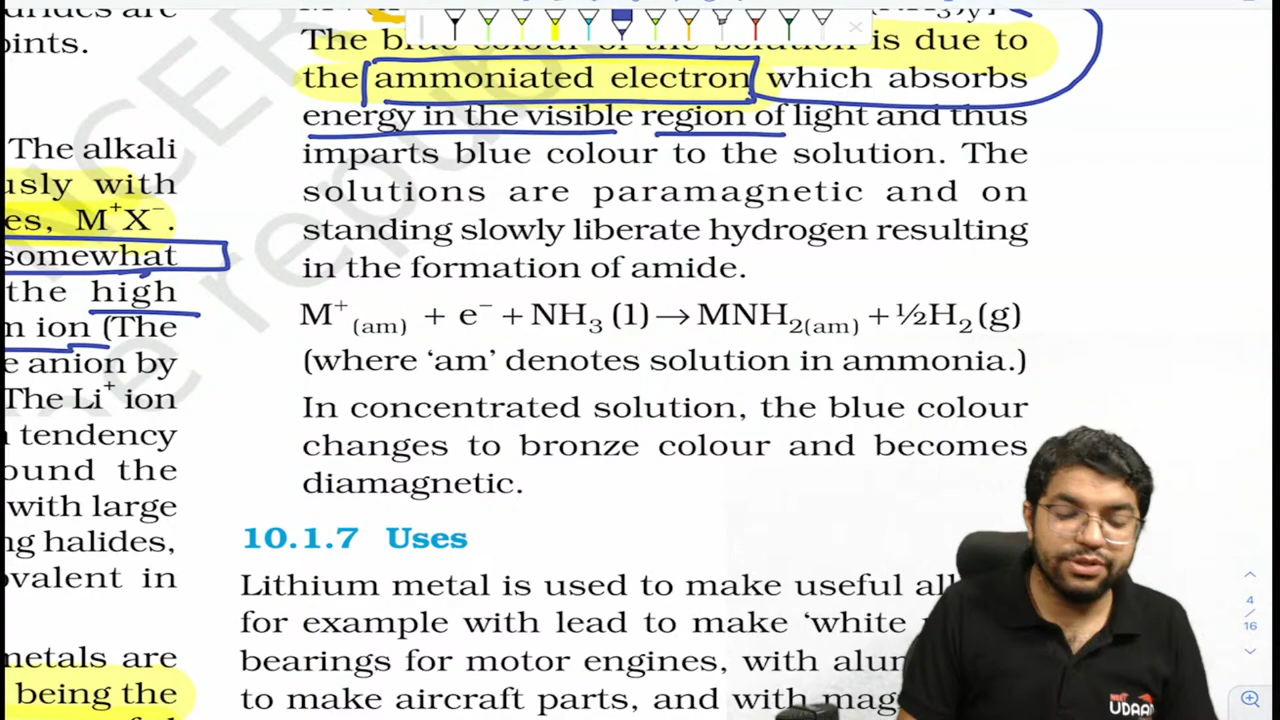 oints.
The alkali
usly with
es, M⁺X⁻.
somewhat
the high
m ion (The
e anion by
The Li⁺ ion
tendency
ound the
with large
ng halides,
valent in
metals are
being the
The blue colour of the solution is due to
the ammoniated electron which absorbs
energy in the visible region of light and thus
imparts blue colour to the solution. The
solutions are paramagnetic and on
standing slowly liberate hydrogen resulting
in the formation of amide.
M⁺(am) + e⁻ + NH₃ (1) → MNH₂(am) + ½H₂ (g)
(where ‘am’ denotes solution in ammonia.)
In concentrated solution, the blue colour
changes to bronze colour and becomes
diamagnetic.
10.1.7 Uses
Lithium metal is used to make useful all
for example with lead to make ‘white
bearings for motor engines, with alu
to make aircraft parts, and with mag
4
/
16
UDAAN